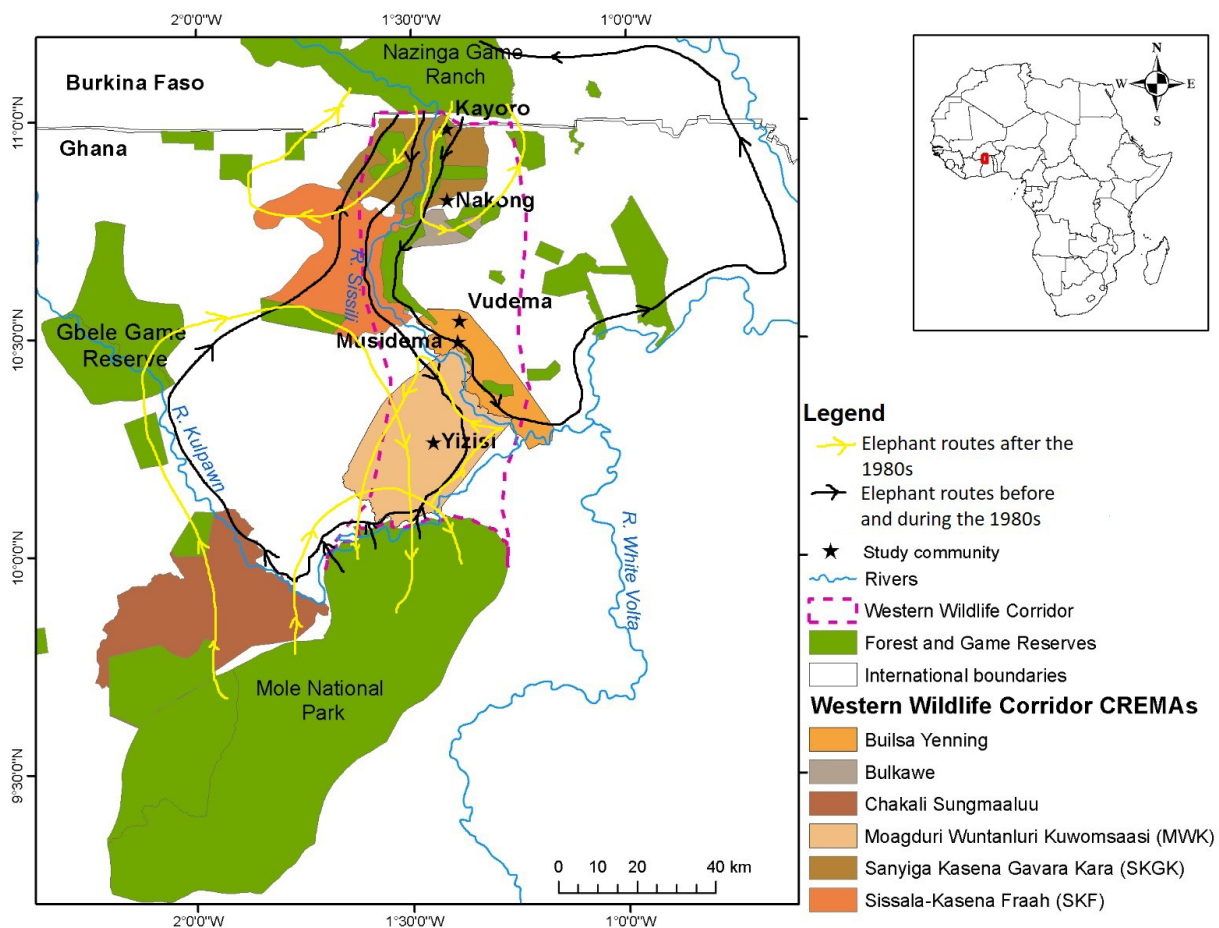 2°0'0"W
1°30'0"W
1°0'0"W
Nazinga Game
Ranch
Burkina Faso
Kayoro
11°0'0"N
Ghana
Nakong
R. Sissili
Vudema
Gbele Game
Reserve
Musidema
10°30'0"N
R. Kulpawn
Yizisi
R. White Volta
10°0'0"N
Mole National
Park
9°30'0"N
0 10 20 40 km
2°0'0"W
1°30'0"W
1°0'0"W
N
W
E
S
Legend
Elephant routes after the
1980s
Elephant routes before
and during the 1980s
Study community
Rivers
Western Wildlife Corridor
Forest and Game Reserves
International boundaries
Western Wildlife Corridor CREMAs
Builsa Yenning
Bulkawe
Chakali Sungmaaluu
Moagduri Wuntanluri Kuwomsaasi (MWK)
Sanyiga Kasena Gavara Kara (SKGK)
Sissala-Kasena Fraah (SKF)